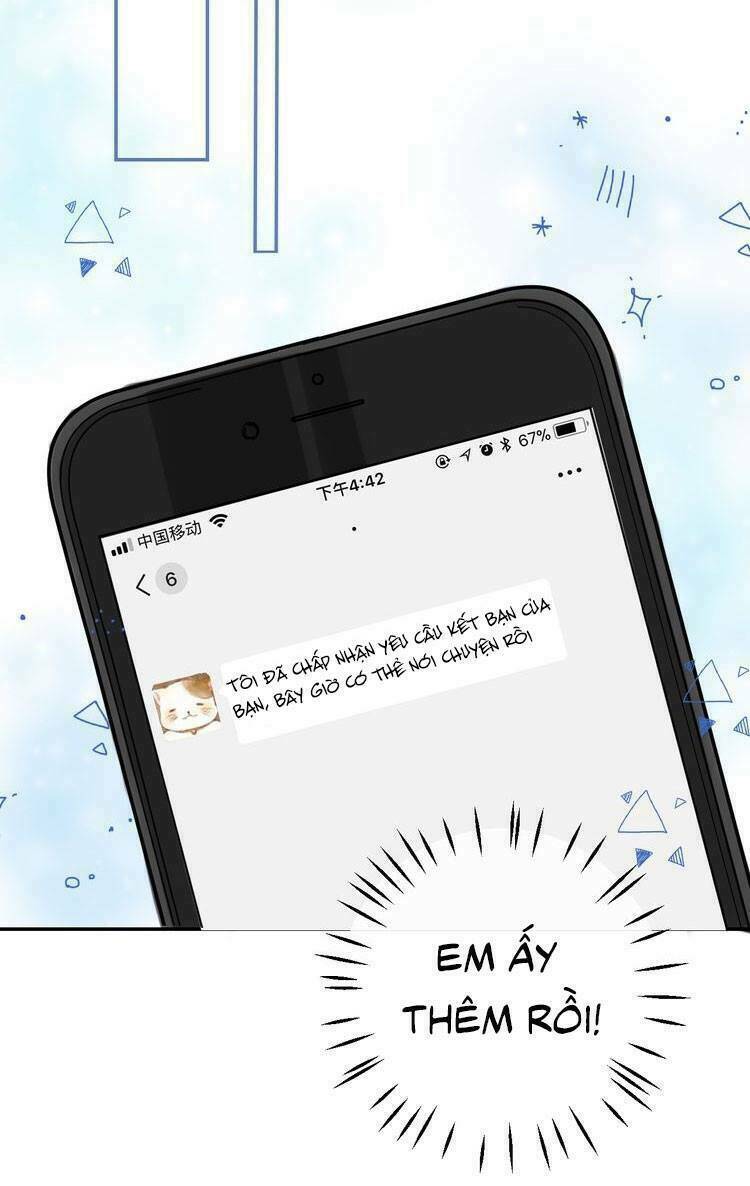 中国移动 下午4:42 67%
6
TÔI ĐÃ CHẤP NHẬN YÊU CẦU KẾT BẠN CỦA
BẠN, BÂY GIỜ CÓ THỂ NÓI CHUYỆN RỒI
EM ẤY
THÊM RỒI!